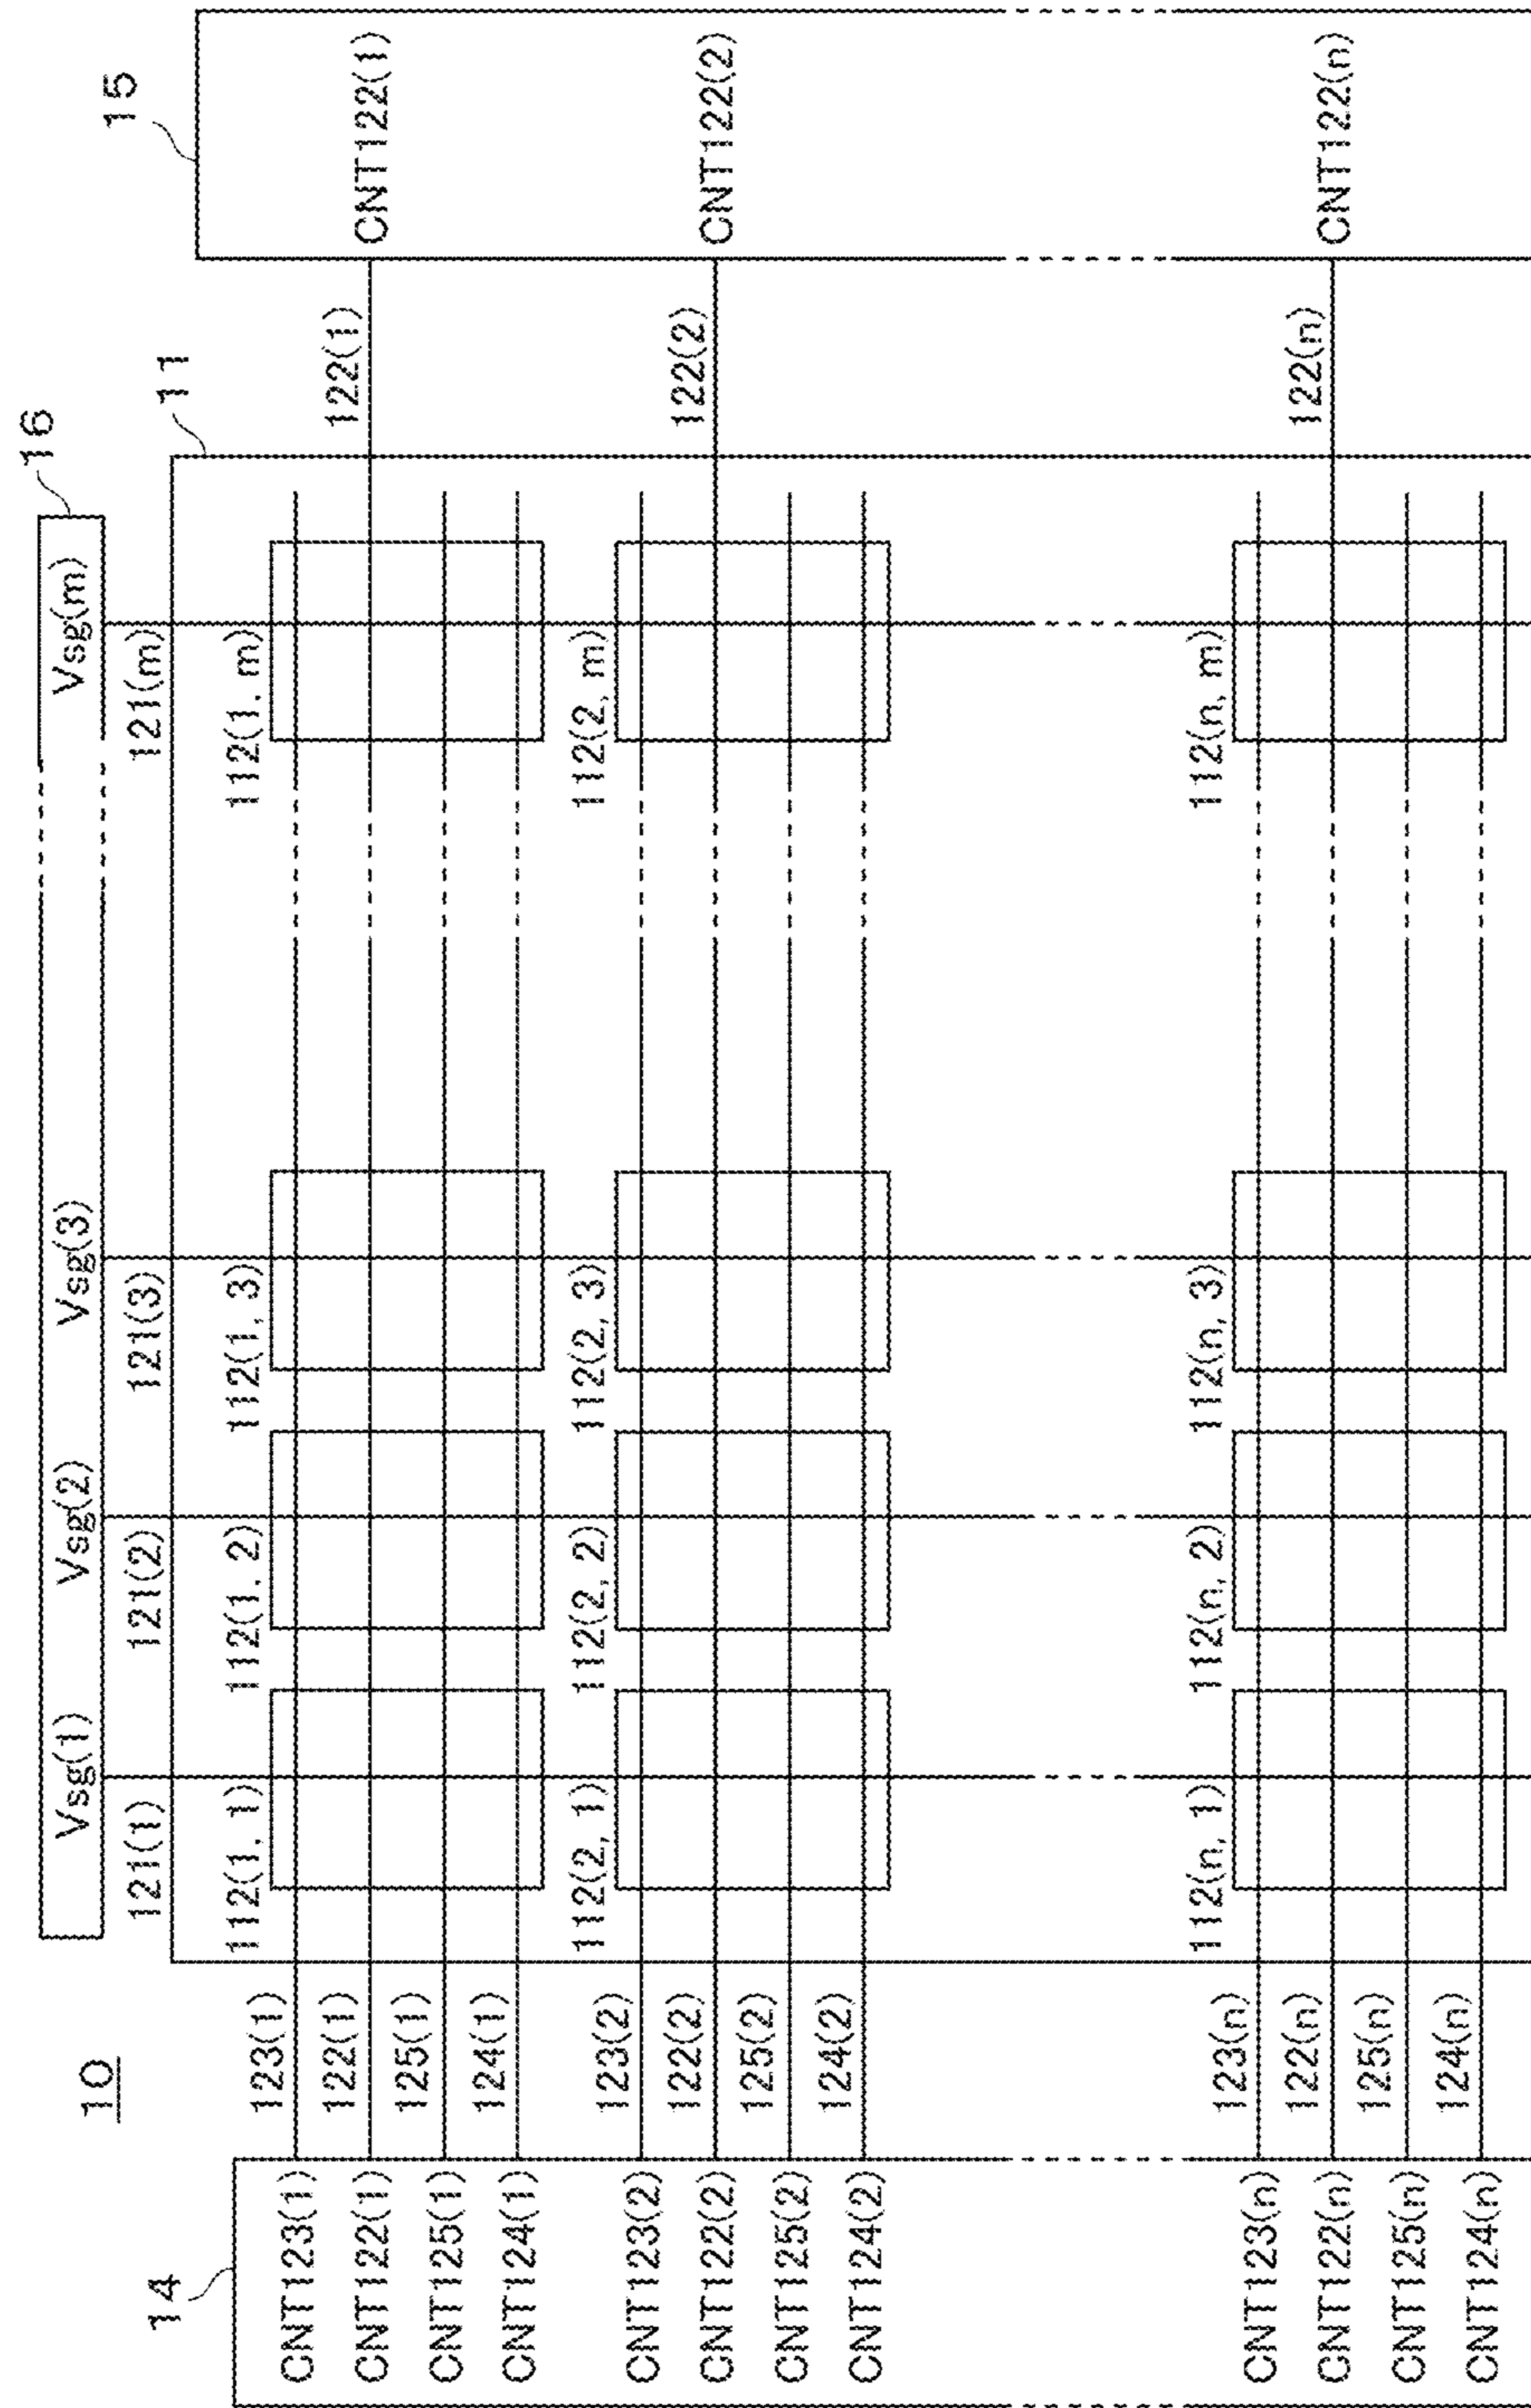 10
16
Vsg(1) Vsg(2) Vsg(3) Vsg(m)
15
14
11
121(1) 121(2) 121(3) 121(m)
112(1, 1) 112(1, 2) 112(1, 3) 112(1, m)
CNT123(1) 123(1)
CNT122(1) 122(1) 122(1) CNT122(1)
CNT125(1) 125(1)
CNT124(1) 124(1)
112(2, 1) 112(2, 2) 112(2, 3) 112(2, m)
CNT123(2) 123(2)
CNT122(2) 122(2) 122(2) CNT122(2)
CNT125(2) 125(2)
CNT124(2) 124(2)
112(n, 1) 112(n, 2) 112(n, 3) 112(n, m)
CNT123(n) 123(n)
CNT122(n) 122(n) 122(n) CNT122(n)
CNT125(n) 125(n)
CNT124(n) 124(n)